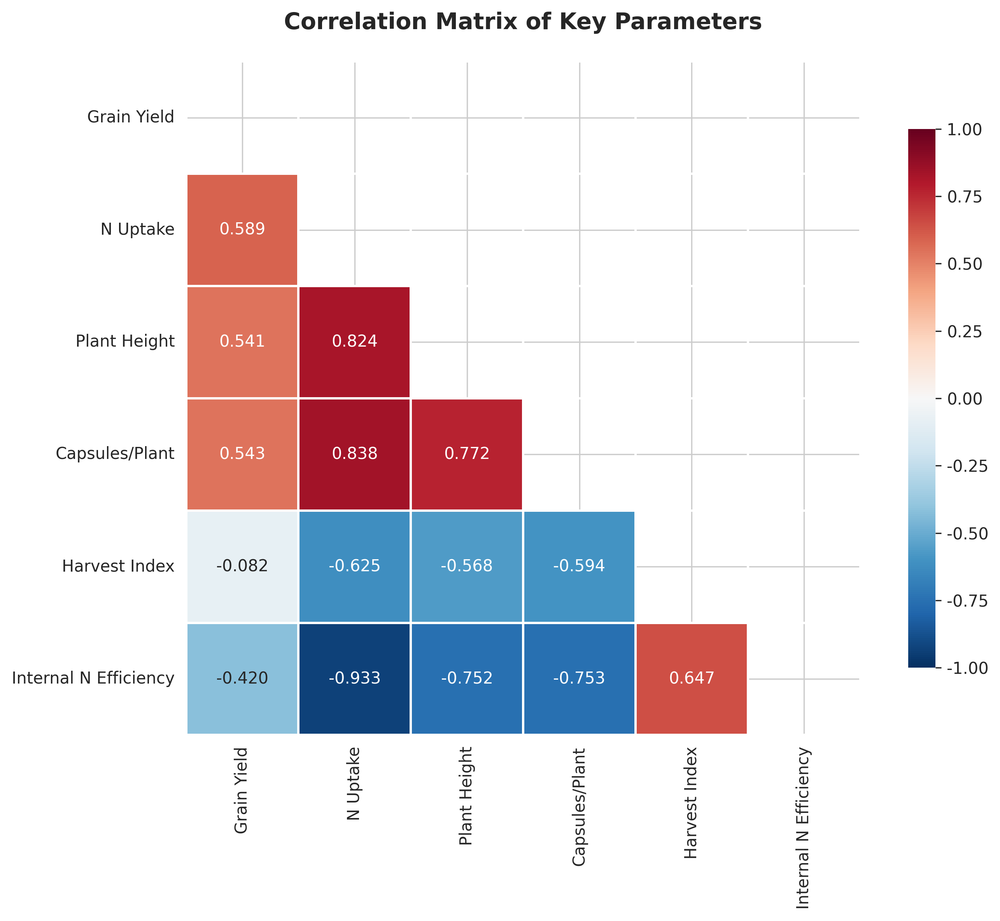 Correlation Matrix of Key Parameters
Grain Yield
N Uptake
0.589
Plant Height
0.541 0.824
Capsules/Plant
0.543 0.838 0.772
Harvest Index
-0.082 -0.625 -0.568 -0.594
Internal N Efficiency
-0.420 -0.933 -0.752 -0.753 0.647
Grain Yield
N Uptake
Plant Height
Capsules/Plant
Harvest Index
Internal N Efficiency
1.00
0.75
0.50
0.25
0.00
-0.25
-0.50
-0.75
-1.00